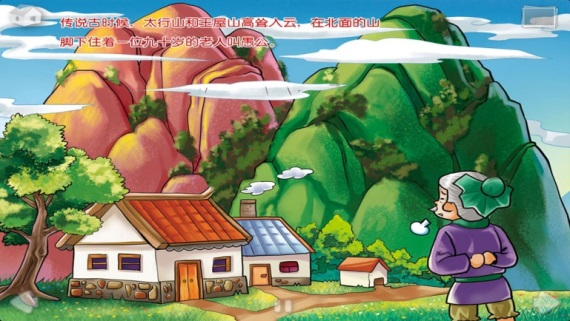 传说古时候，太行山和王屋山高耸入云，在北面的山
脚下住着一位九十岁的老人叫愚公。